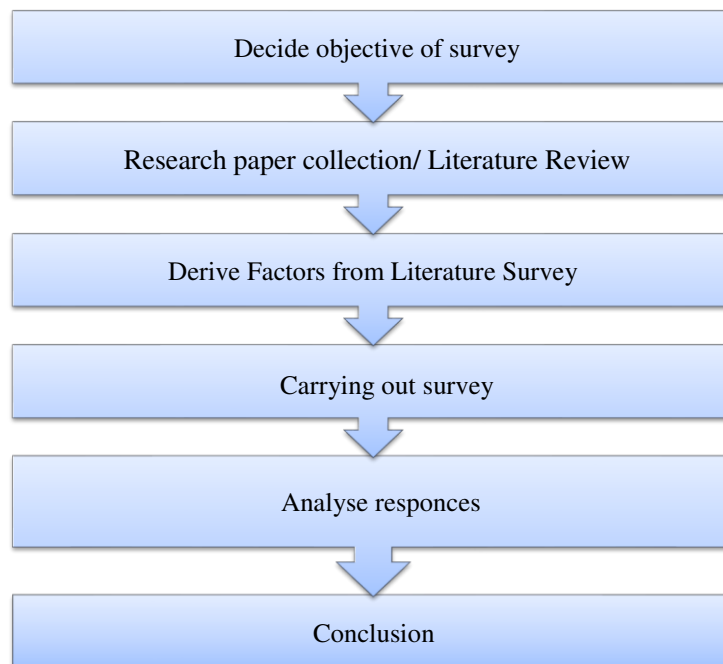 Decide objective of survey
Research paper collection/ Literature Review
Derive Factors from Literature Survey
Carrying out survey
Analyse responces
Conclusion